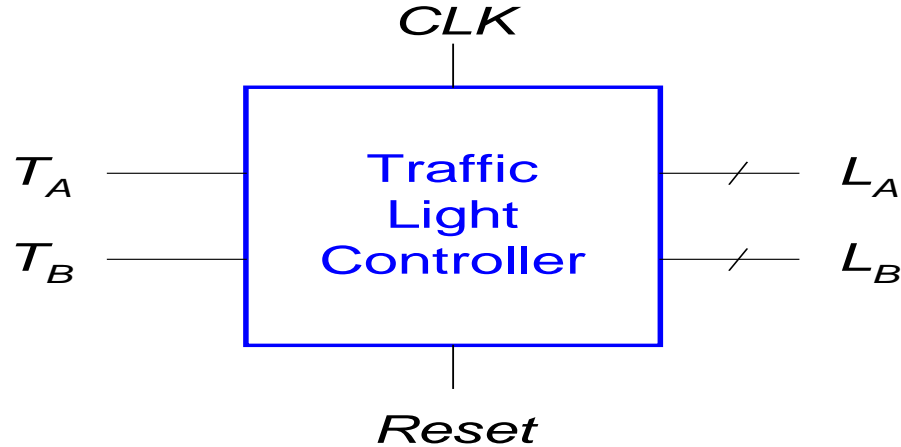 CLK
T_A
Traffic
L_A
Light
T_B
Controller
L_B
Reset